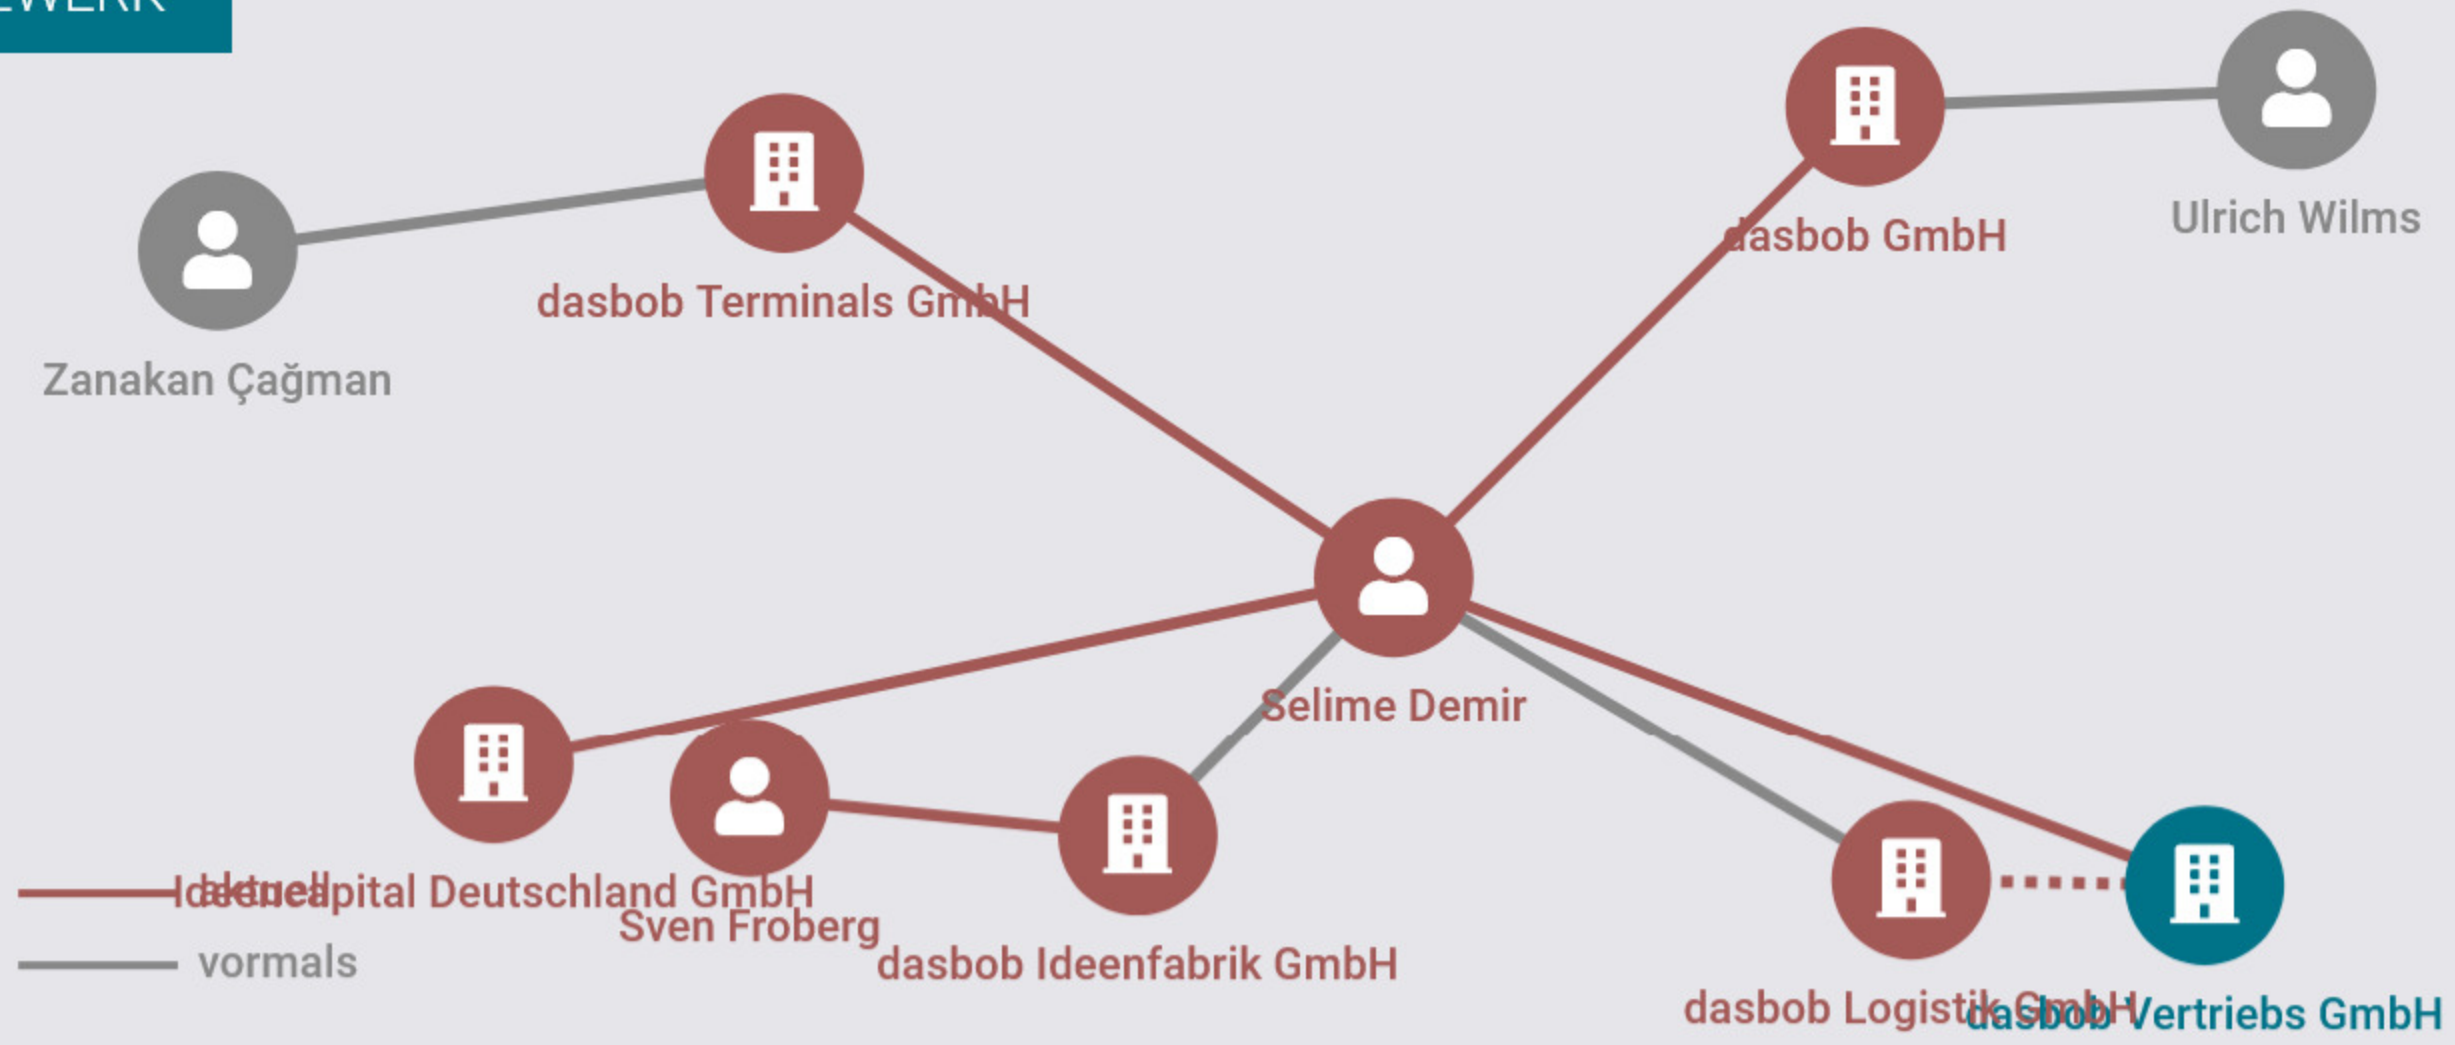 dasbob GmbH
Ulrich Wilms
dasbob Terminals GmbH
Zanakan Çağman
Selime Demir
aktuell
Ideencapital Deutschland GmbH
Sven Froberg
vormals
dasbob Ideenfabrik GmbH
dasbob Logistik GmbH
dasbob Vertriebs GmbH